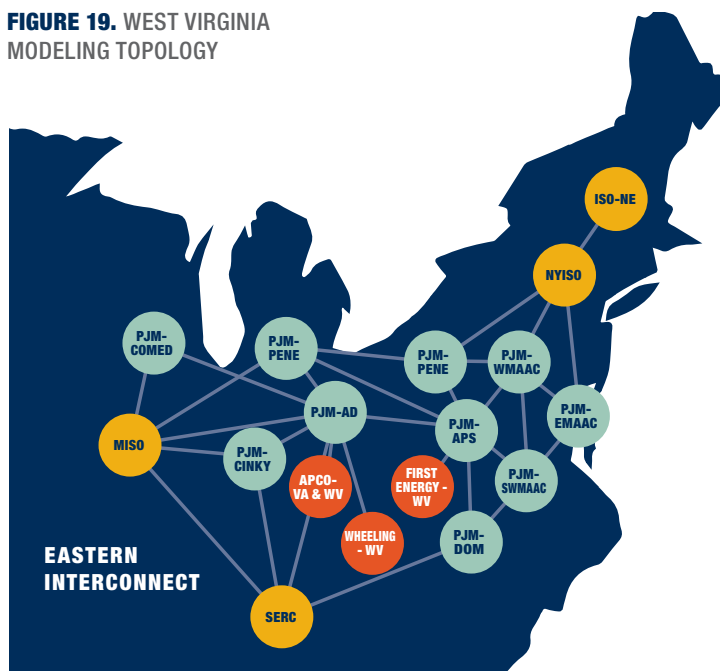 FIGURE 19. WEST VIRGINIA
MODELING TOPOLOGY
ISO-NE
NYISO
PJM-
COMED
PJM-
PENE
PJM-
PENE
PJM-
WMAAC
PJM-AD
PJM-
EMAAC
PJM-
APS
MISO
PJM-
CINKY
APCO-
VA & WV
FIRST
ENERGY -
WV
PJM-
SWMAAC
WHEELING
- WV
PJM-
DOM
EASTERN
INTERCONNECT
SERC